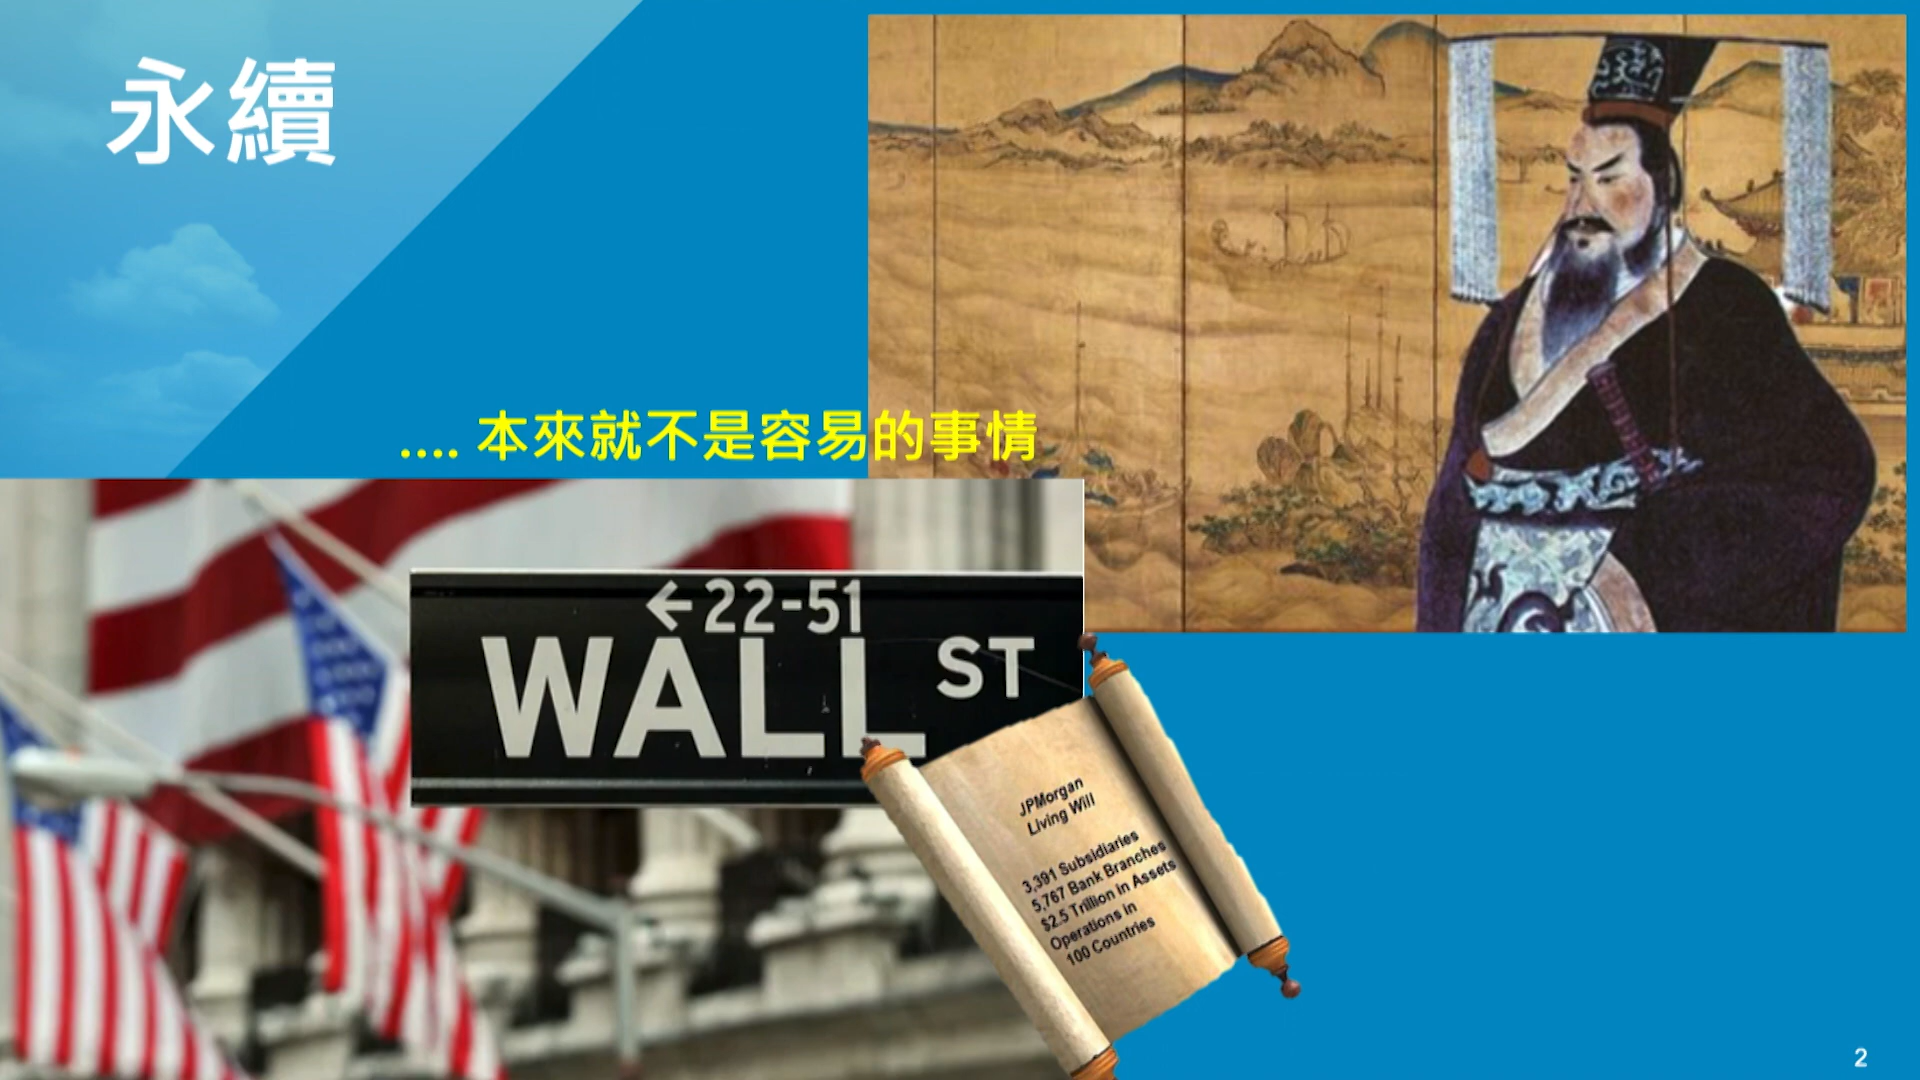 永續
.... 本來就不是容易的事情
←22-51
WALL ST
JPMorgan
Living Will
3,391 Subsidiaries
5,767 Bank Branches
$2.5 Trillion in Assets
Operations in
100 Countries
2